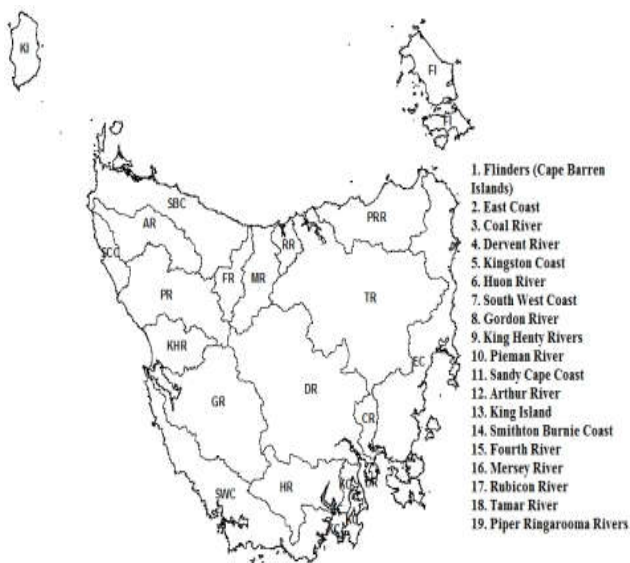 KI
FI
FI
SBC
PRR
AR
RR
SCC
FR
MR
PR
TR
KHR
EC
DR
GR
CR
HR
KC
SWC
1. Flinders (Cape Barren
Islands)
2. East Coast
3. Coal River
4. Dervent River
5. Kingston Coast
6. Huon River
7. South West Coast
8. Gordon River
9. King Henty Rivers
10. Pieman River
11. Sandy Cape Coast
12. Arthur River
13. King Island
14. Smithton Burnie Coast
15. Fourth River
16. Mersey River
17. Rubicon River
18. Tamar River
19. Piper Ringarooma Rivers